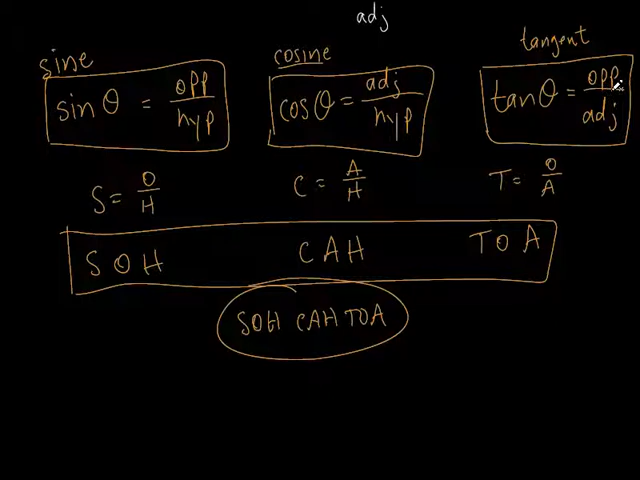 adj
sine cosine tangent
sin θ = opp/hyp cos θ = adj/hyp tan θ = opp/adj
S = O/H C = A/H T = O/A
SOH CAH TOA
SOH CAH TOA